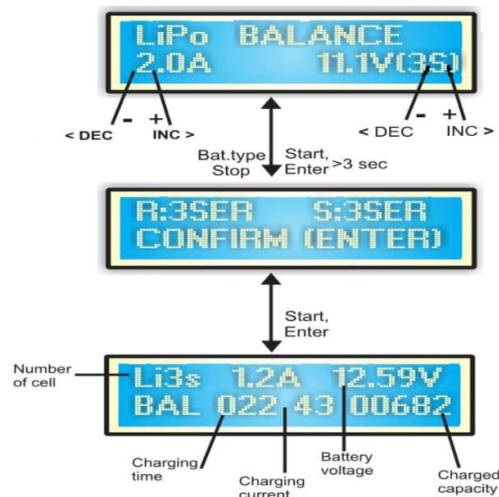 LiPo BALANCE
2.0A 11.1V(3S)
- +
< DEC INC >
- +
< DEC INC >
Bat.type
Stop
Start,
Enter >3 sec
R:3SER S:3SER
CONFIRM (ENTER)
Start,
Enter
Number
of cell
Li3s 1.2A 12.59V
BAL 022 43 00682
Charging
time
Charging
current
Battery
voltage
Charged
capacity